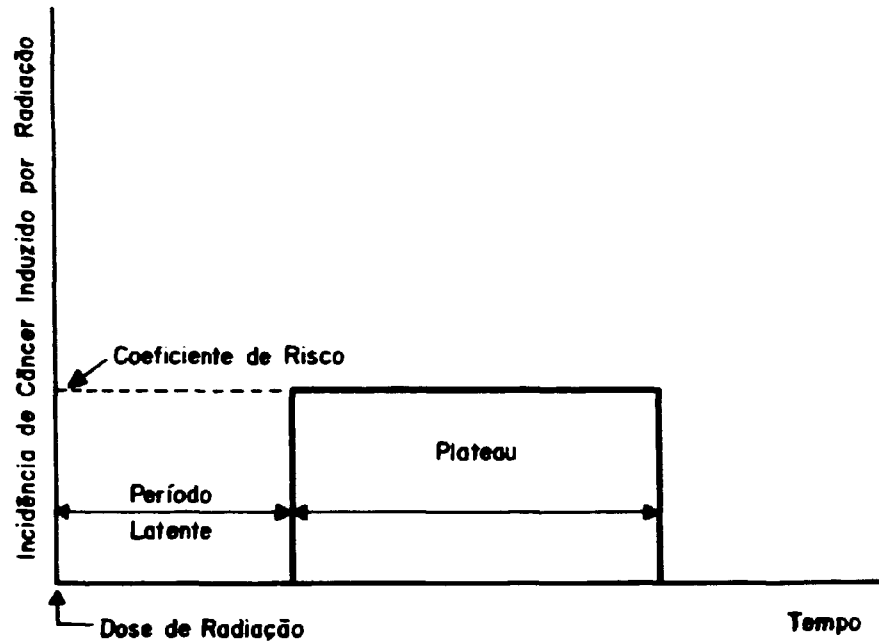 Incidência de Câncer Induzido por Radiação
Coeficiente de Risco
Plateau
Período
Latente
Dose de Radiação
Tempo